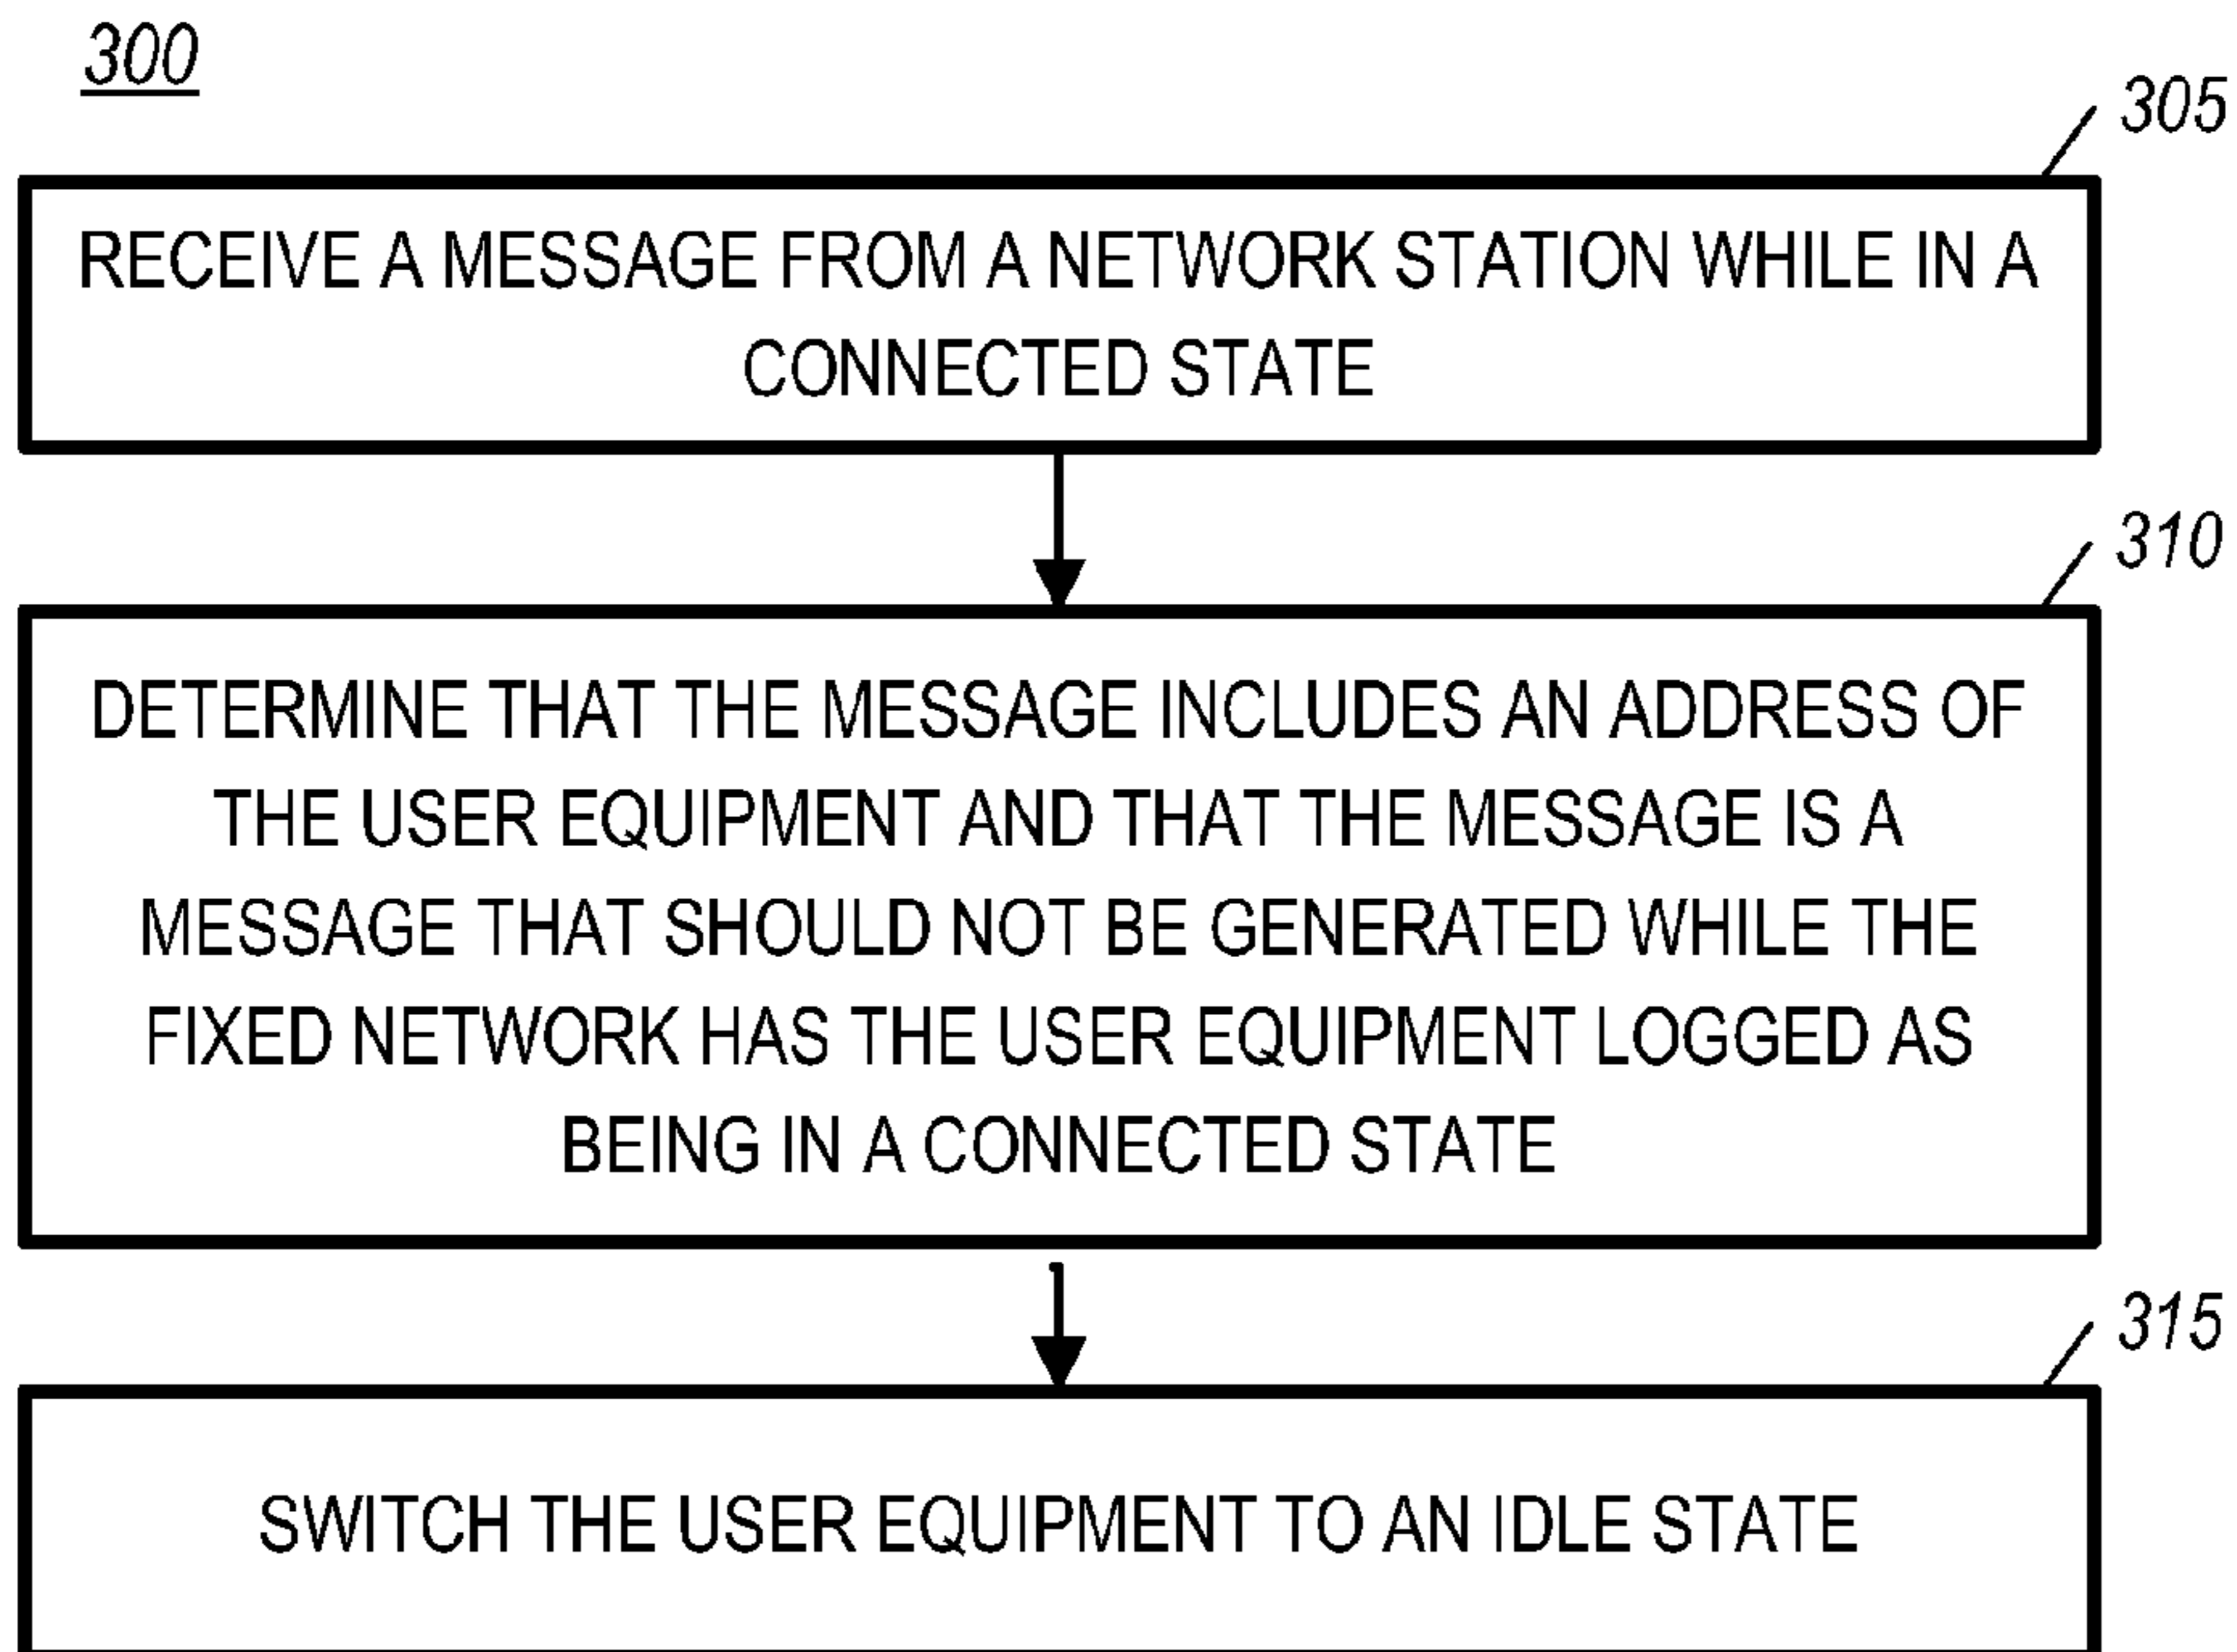 300
305
RECEIVE A MESSAGE FROM A NETWORK STATION WHILE IN A
CONNECTED STATE
310
DETERMINE THAT THE MESSAGE INCLUDES AN ADDRESS OF
THE USER EQUIPMENT AND THAT THE MESSAGE IS A
MESSAGE THAT SHOULD NOT BE GENERATED WHILE THE
FIXED NETWORK HAS THE USER EQUIPMENT LOGGED AS
BEING IN A CONNECTED STATE
315
SWITCH THE USER EQUIPMENT TO AN IDLE STATE